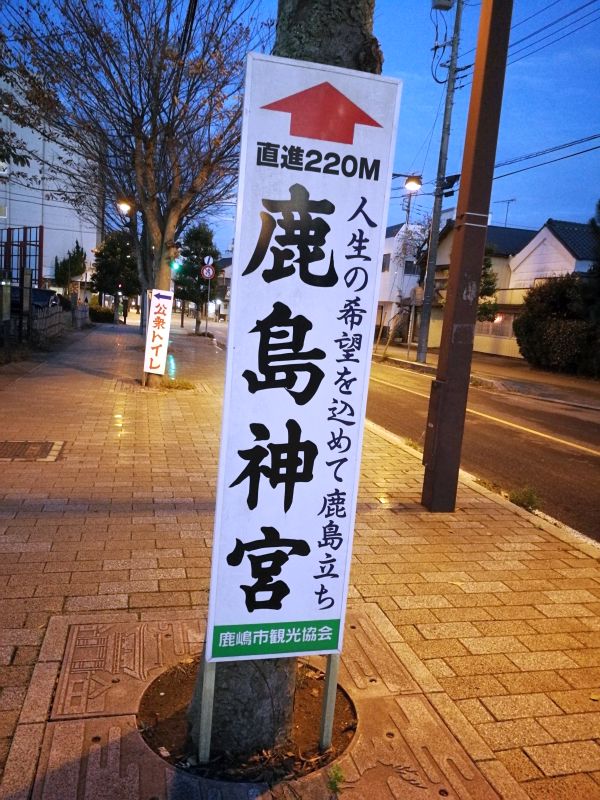 直進220M
人生の希望を込めて鹿島立ち
鹿島神宮
鹿嶋市観光協会
公衆トイレ